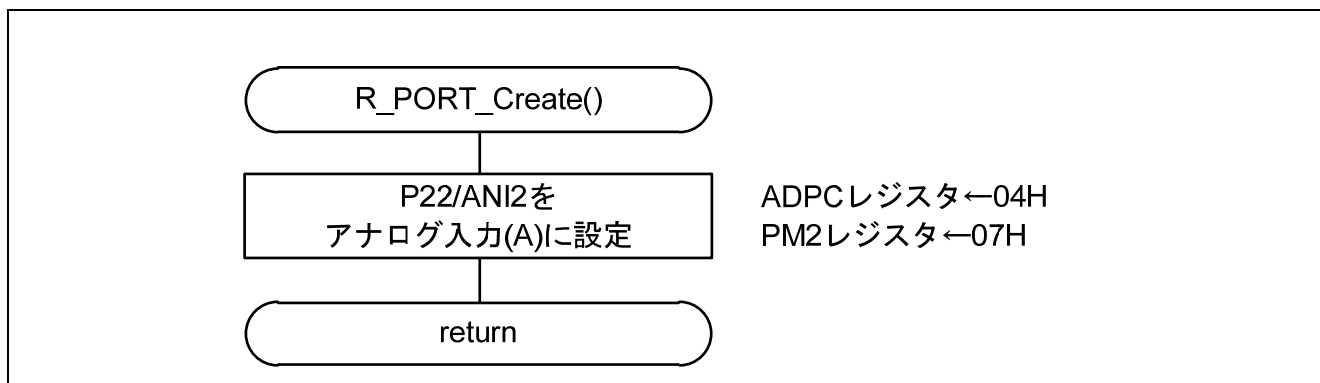 R_PORT_Create()
P22/ANI2を
アナログ入力(A)に設定
ADPCレジスタ←04H
PM2レジスタ←07H
return